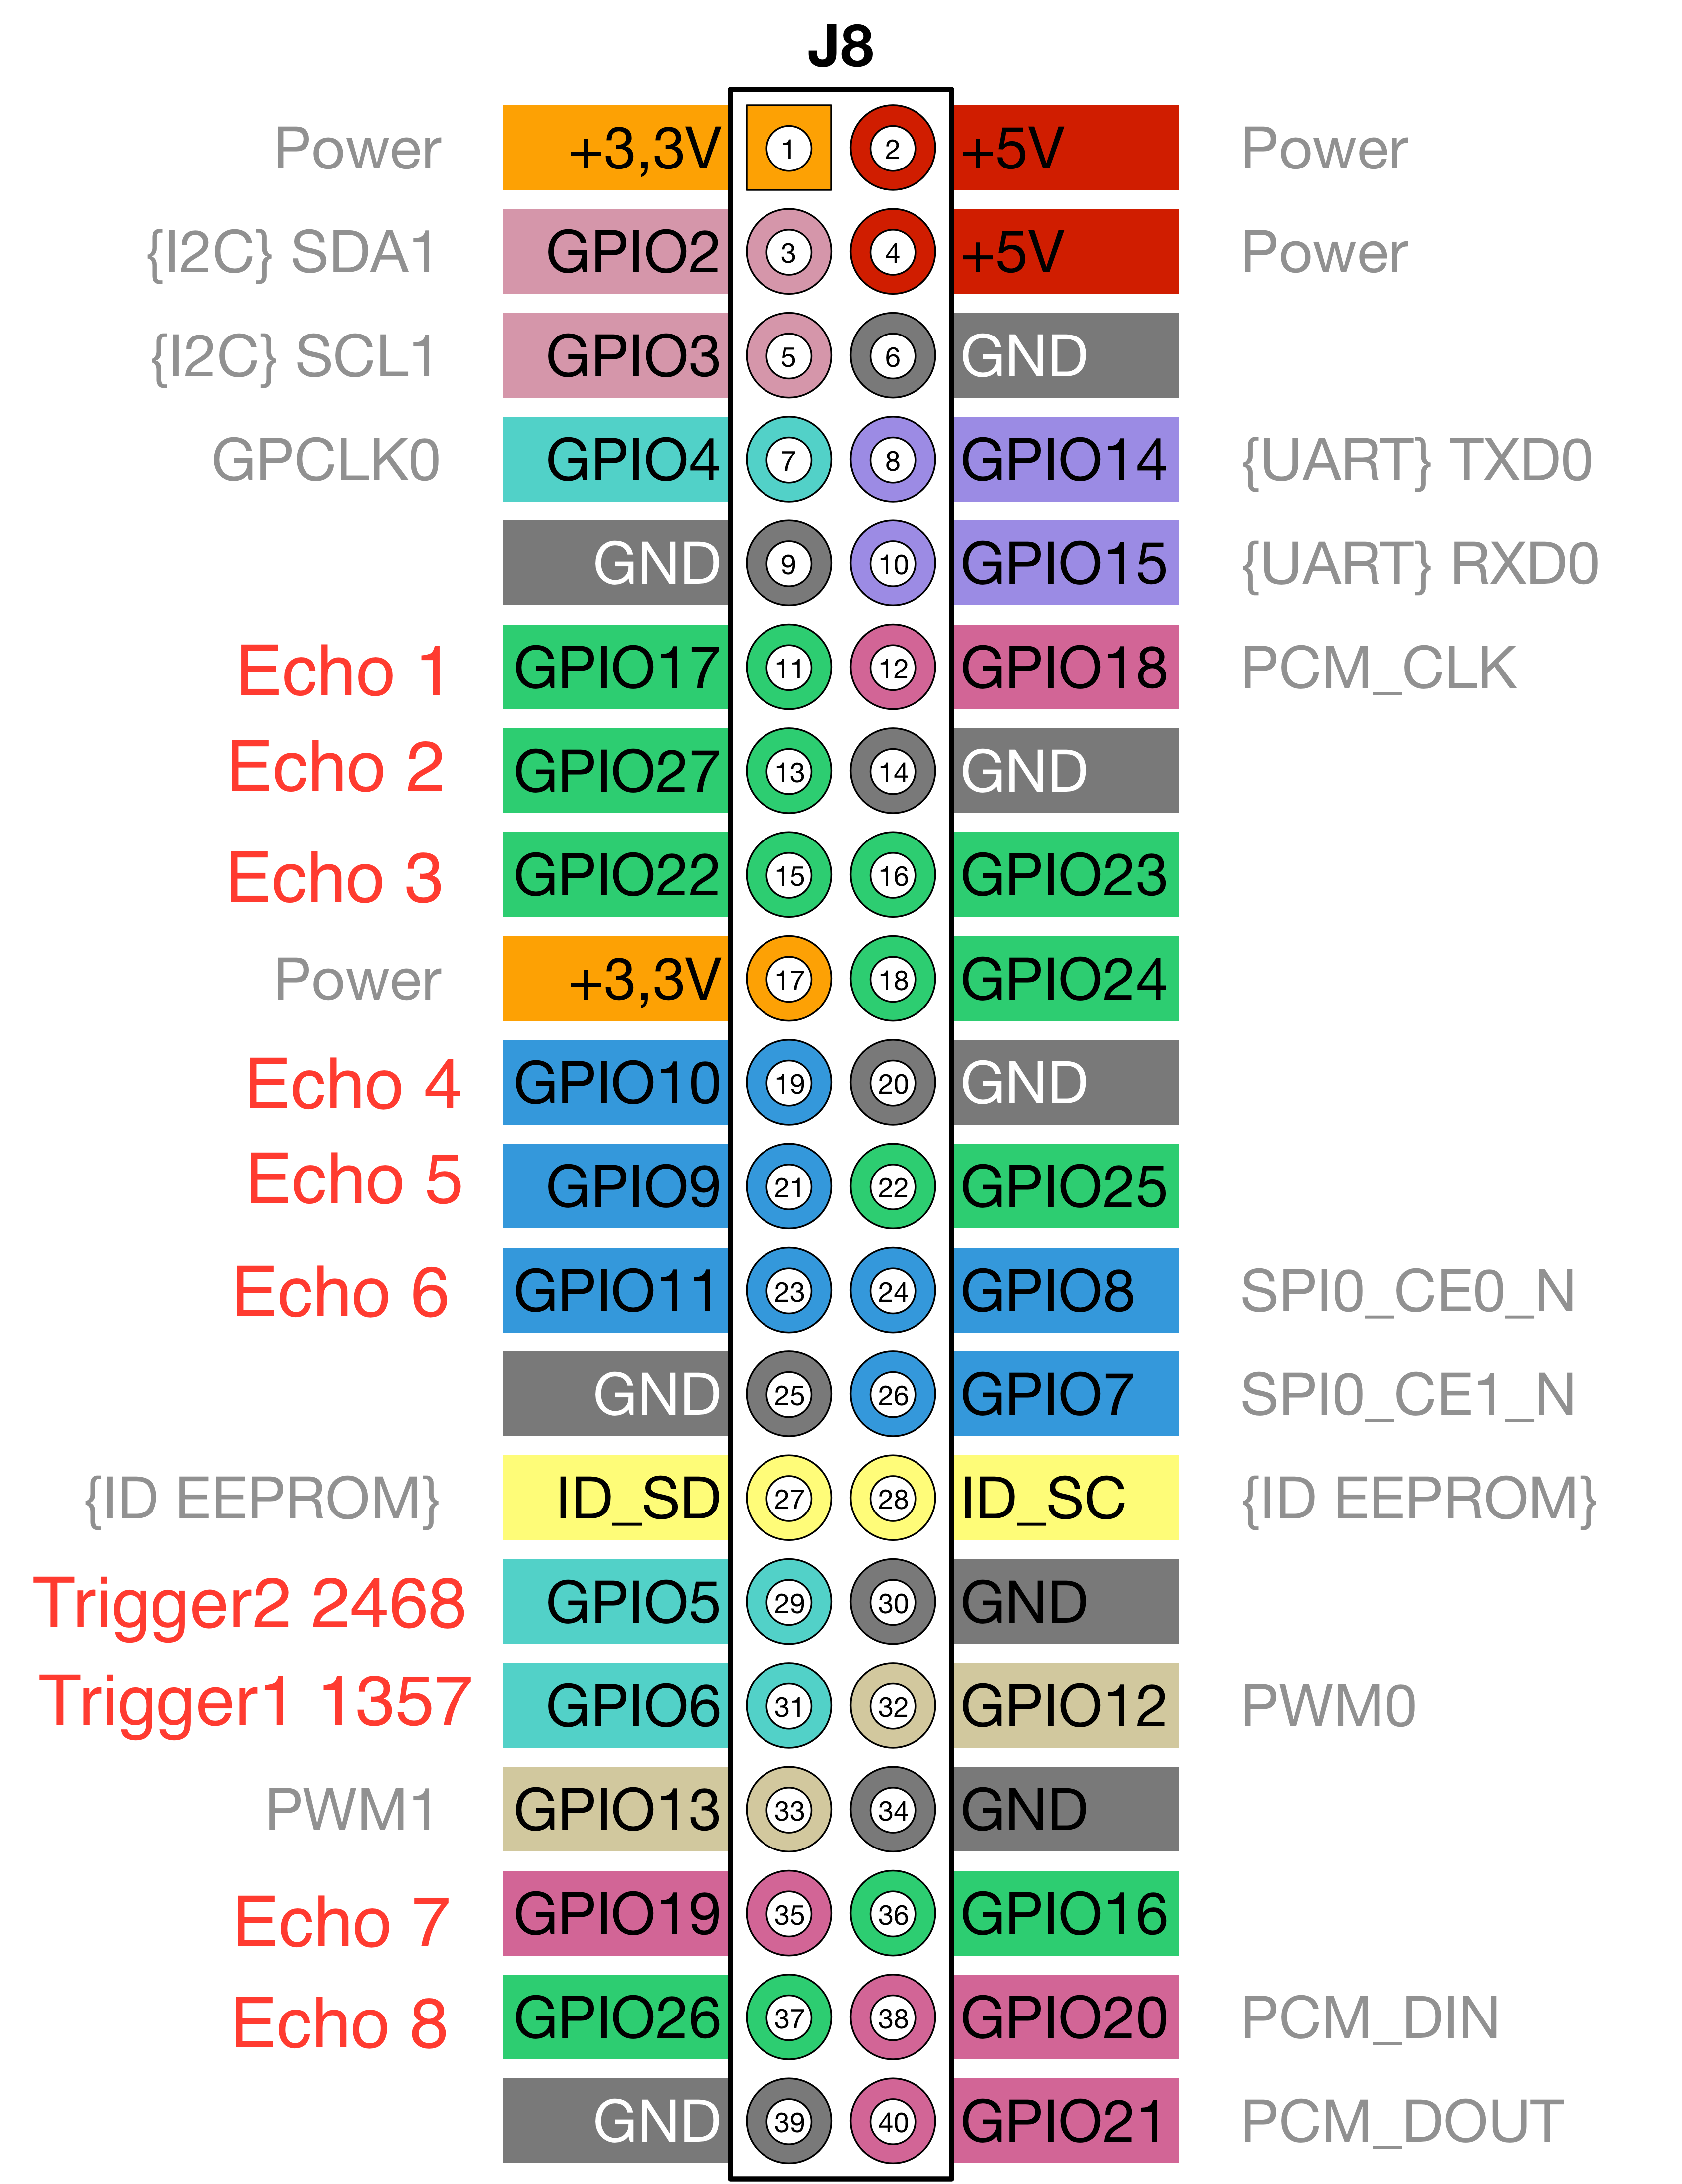 J8
Power +3,3V 1 2 +5V Power
{I2C} SDA1 GPIO2 3 4 +5V Power
{I2C} SCL1 GPIO3 5 6 GND
GPCLK0 GPIO4 7 8 GPIO14 {UART} TXD0
GND 9 10 GPIO15 {UART} RXD0
Echo 1 GPIO17 11 12 GPIO18 PCM_CLK
Echo 2 GPIO27 13 14 GND
Echo 3 GPIO22 15 16 GPIO23
Power +3,3V 17 18 GPIO24
Echo 4 GPIO10 19 20 GND
Echo 5 GPIO9 21 22 GPIO25
Echo 6 GPIO11 23 24 GPIO8 SPI0_CE0_N
GND 25 26 GPIO7 SPI0_CE1_N
{ID EEPROM} ID_SD 27 28 ID_SC {ID EEPROM}
Trigger2 2468 GPIO5 29 30 GND
Trigger1 1357 GPIO6 31 32 GPIO12 PWM0
PWM1 GPIO13 33 34 GND
Echo 7 GPIO19 35 36 GPIO16
Echo 8 GPIO26 37 38 GPIO20 PCM_DIN
GND 39 40 GPIO21 PCM_DOUT